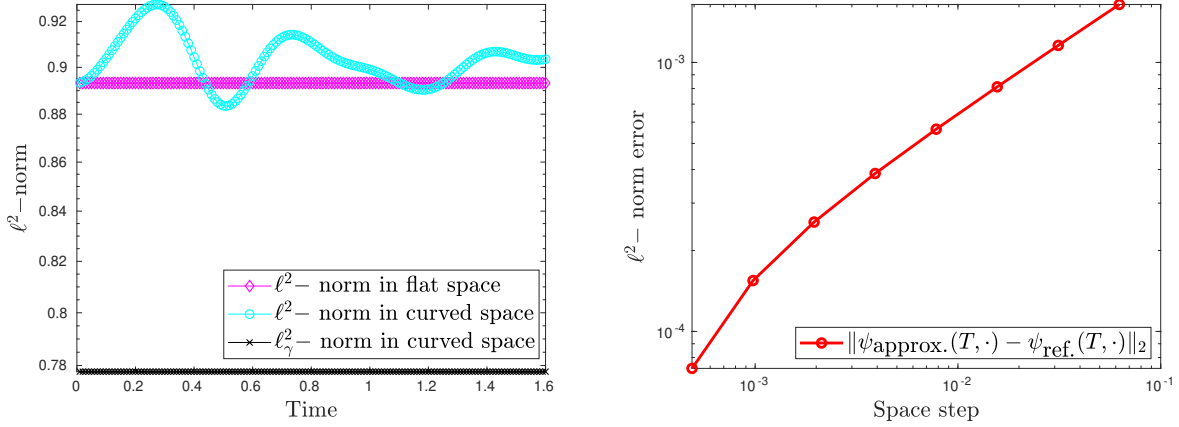 0.92
0.9
0.88
0.86
0.84
0.82
0.8
0.78
ℓ²−norm
0 0.2 0.4 0.6 0.8 1 1.2 1.4 1.6
Time
ℓ²− norm in flat space
ℓ²− norm in curved space
ℓ²_γ− norm in curved space
10⁻³
10⁻⁴
ℓ²− norm error
10⁻³ 10⁻² 10⁻¹
Space step
‖ψ_approx.(T, ·) − ψ_ref.(T, ·)‖₂